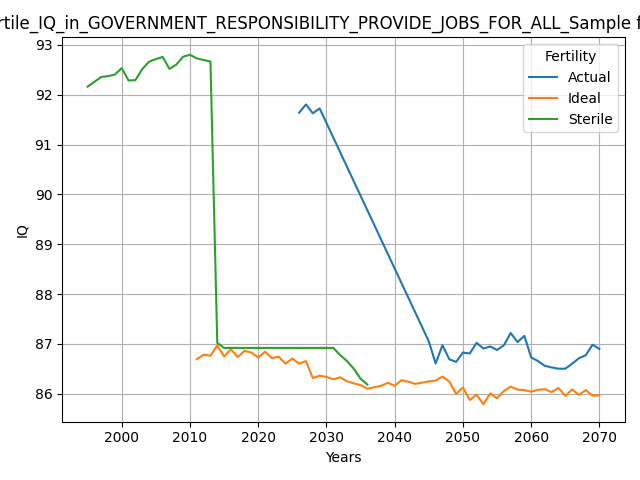 rtile_IQ_in_GOVERNMENT_RESPONSIBILITY_PROVIDE_JOBS_FOR_ALL_Sample f
93
92
91
90
89
88
87
86
IQ
Fertility
Actual
Ideal
Sterile
2000
2010
2020
2030
2040
2050
2060
2070
Years